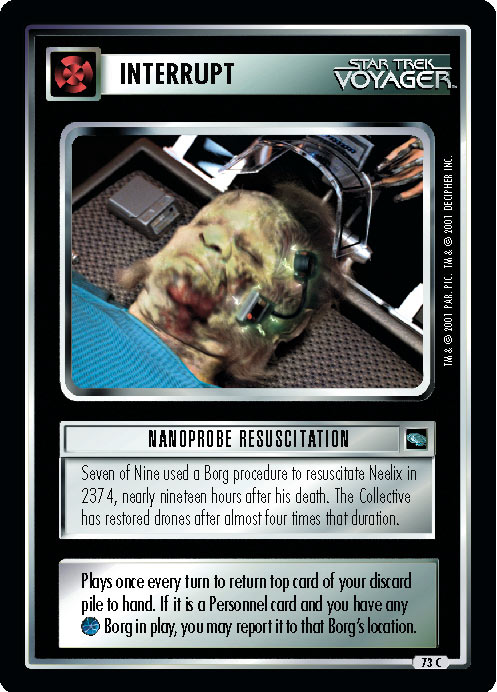 INTERRUPT
STAR TREK
VOYAGER™
TM & © 2001 PAR. PIC. TM & © 2001 DECIPHER INC.
NANOPROBE RESUSCITATION
Seven of Nine used a Borg procedure to resuscitate Neelix in
2374, nearly nineteen hours after his death. The Collective
has restored drones after almost four times that duration.
Plays once every turn to return top card of your discard
pile to hand. If it is a Personnel card and you have any
Borg in play, you may report it to that Borg's location.
73 C